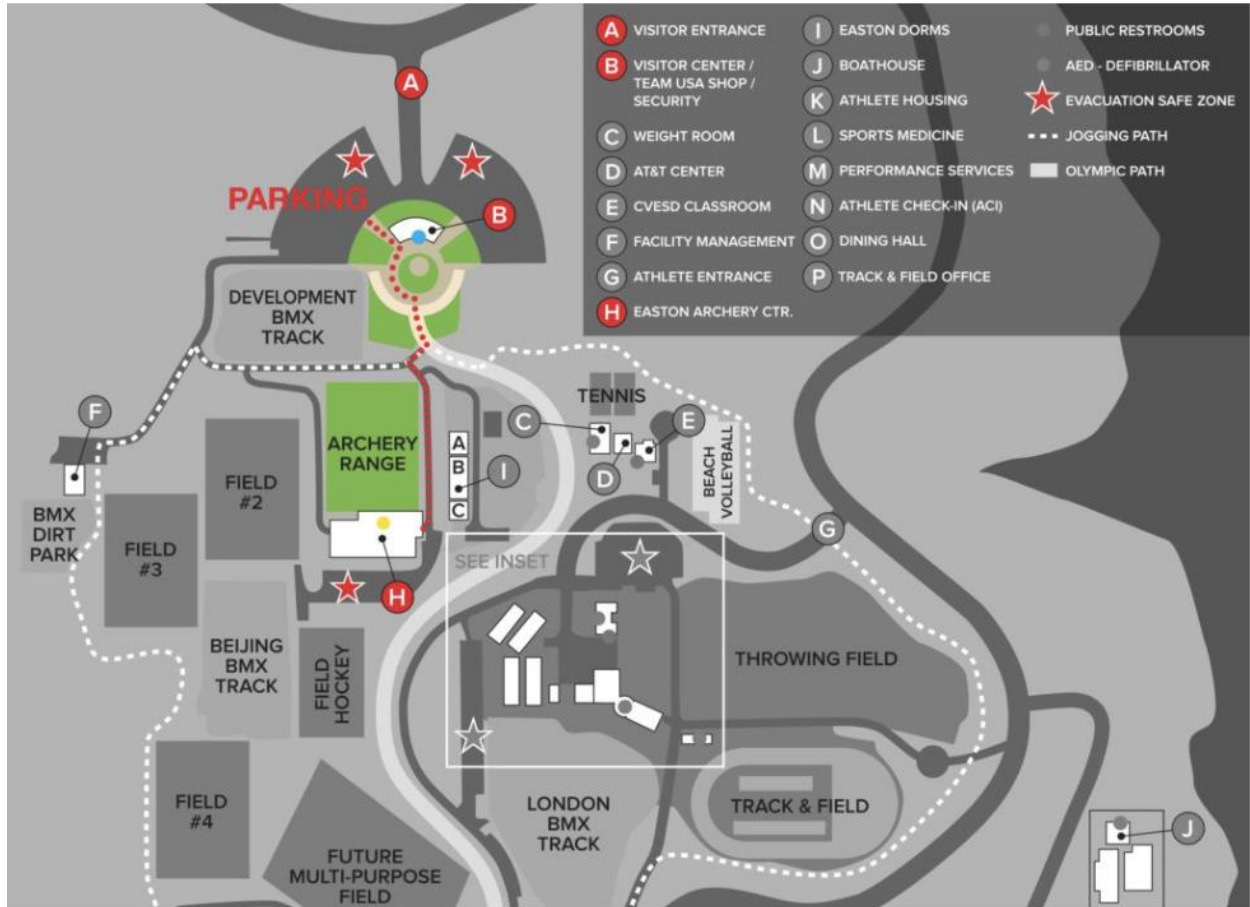 A VISITOR ENTRANCE
B VISITOR CENTER /
TEAM USA SHOP /
SECURITY
C WEIGHT ROOM
D AT&T CENTER
E CVESD CLASSROOM
F FACILITY MANAGEMENT
G ATHLETE ENTRANCE
H EASTON ARCHERY CTR.
I EASTON DORMS
J BOATHOUSE
K ATHLETE HOUSING
L SPORTS MEDICINE
M PERFORMANCE SERVICES
N ATHLETE CHECK-IN (ACI)
O DINING HALL
P TRACK & FIELD OFFICE
PUBLIC RESTROOMS
AED - DEFIBRILLATOR
EVACUATION SAFE ZONE
JOGGING PATH
OLYMPIC PATH
A
PARKING
B
DEVELOPMENT
BMX
TRACK
F
ARCHERY
RANGE
A
B
C
I
C
TENNIS
E
D
BEACH
VOLLEYBALL
G
FIELD
#2
BMX
DIRT
PARK
FIELD
#3
H
SEE INSET
BEIJING
BMX
TRACK
FIELD
HOCKEY
THROWING FIELD
FIELD
#4
LONDON
BMX
TRACK
TRACK & FIELD
J
FUTURE
MULTI-PURPOSE
FIELD